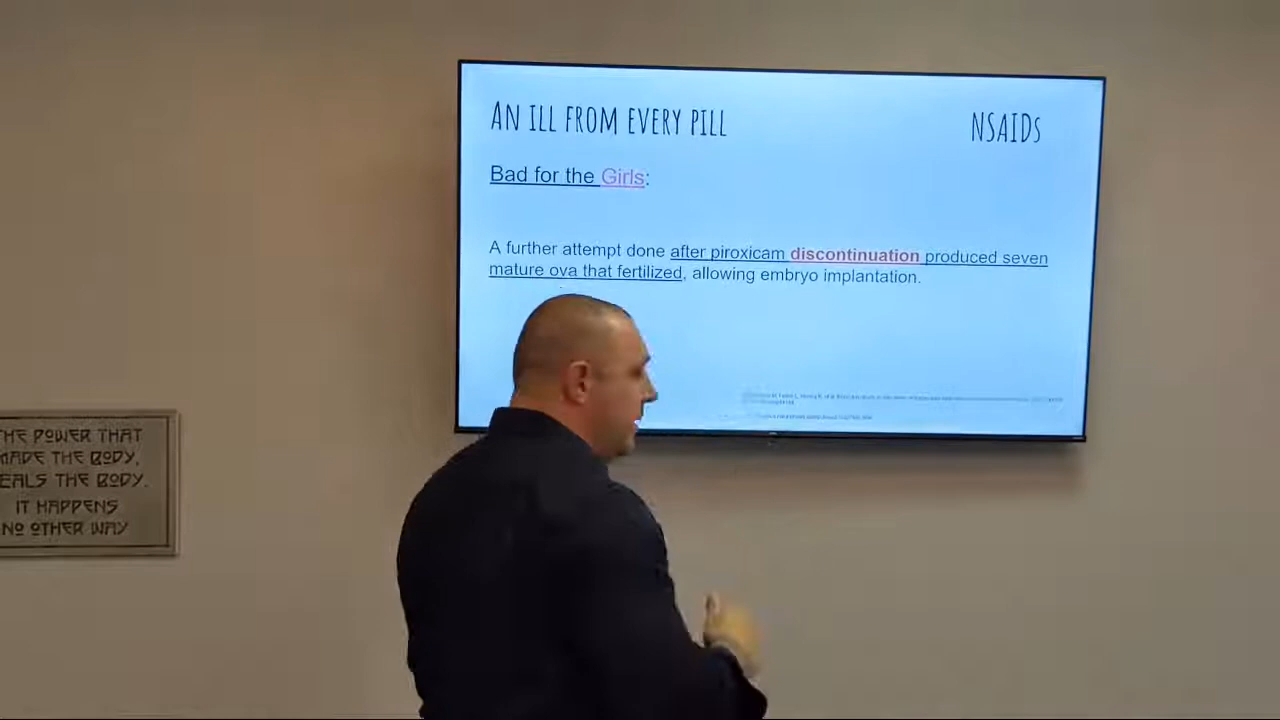 AN ILL FROM EVERY PILL
NSAIDs
Bad for the Girls:
A further attempt done after piroxicam discontinuation produced seven
mature ova that fertilized, allowing embryo implantation.
THE POWER THAT
MADE THE BODY,
EALS THE BODY.
IT HAPPENS
NO OTHER WAY